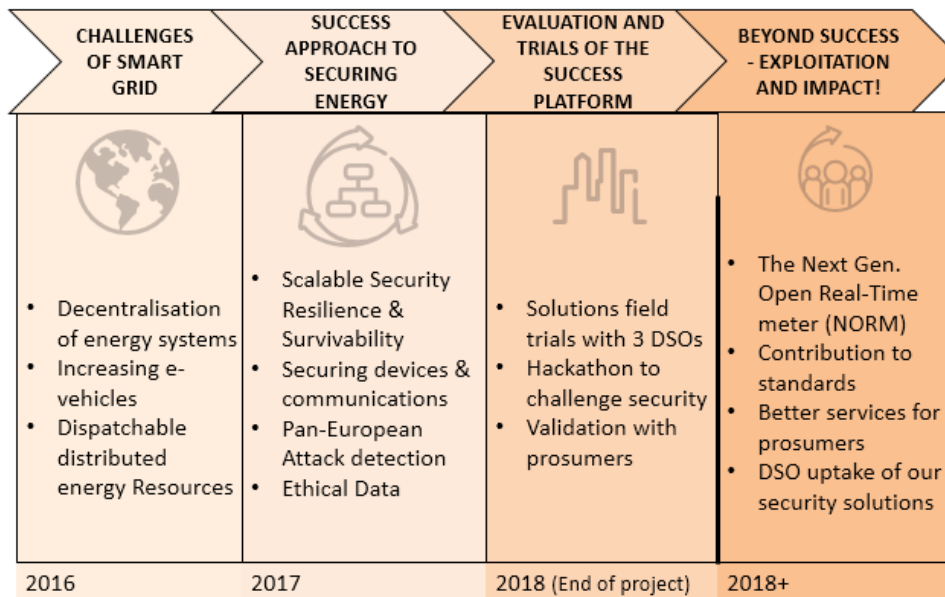 CHALLENGES
OF SMART
GRID
SUCCESS
APPROACH TO
SECURING
ENERGY
EVALUATION AND
TRIALS OF THE
SUCCESS
PLATFORM
BEYOND SUCCESS
- EXPLOITATION
AND IMPACT!
• Decentralisation
of energy systems
• Increasing e-
vehicles
• Dispatchable
distributed
energy Resources
• Scalable Security
Resilience &
Survivability
• Securing devices &
communications
• Pan-European
Attack detection
• Ethical Data
• Solutions field
trials with 3 DSOs
• Hackathon to
challenge security
• Validation with
prosumers
• The Next Gen.
Open Real-Time
meter (NORM)
• Contribution to
standards
• Better services for
prosumers
• DSO uptake of our
security solutions
2016
2017
2018 (End of project)
2018+